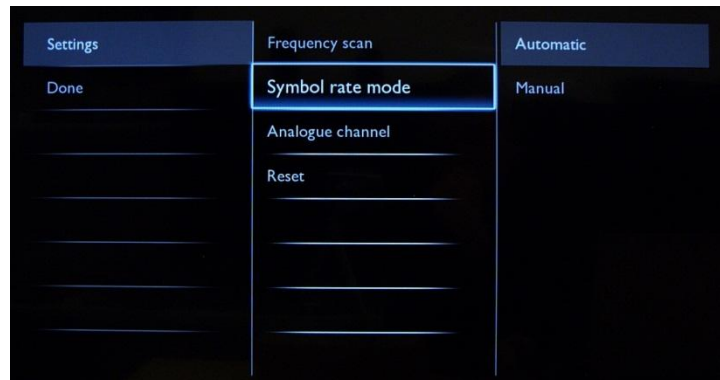 Settings
Done
Frequency scan
Symbol rate mode
Analogue channel
Reset
Automatic
Manual